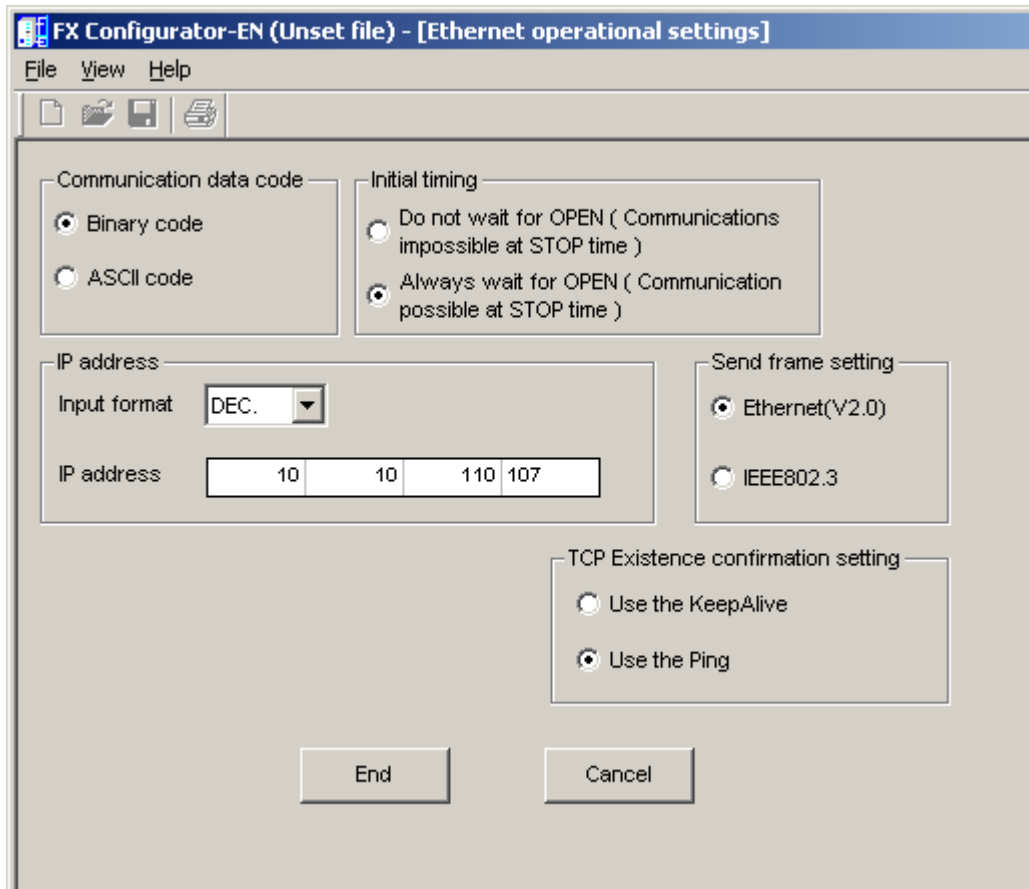 FX Configurator-EN (Unset file) - [Ethernet operational settings]
File View Help
Communication data code
Binary code
ASCII code
Initial timing
Do not wait for OPEN ( Communications
impossible at STOP time )
Always wait for OPEN ( Communication
possible at STOP time )
IP address
Input format DEC.
IP address 10 10 110 107
Send frame setting
Ethernet(V2.0)
IEEE802.3
TCP Existence confirmation setting
Use the KeepAlive
Use the Ping
End Cancel